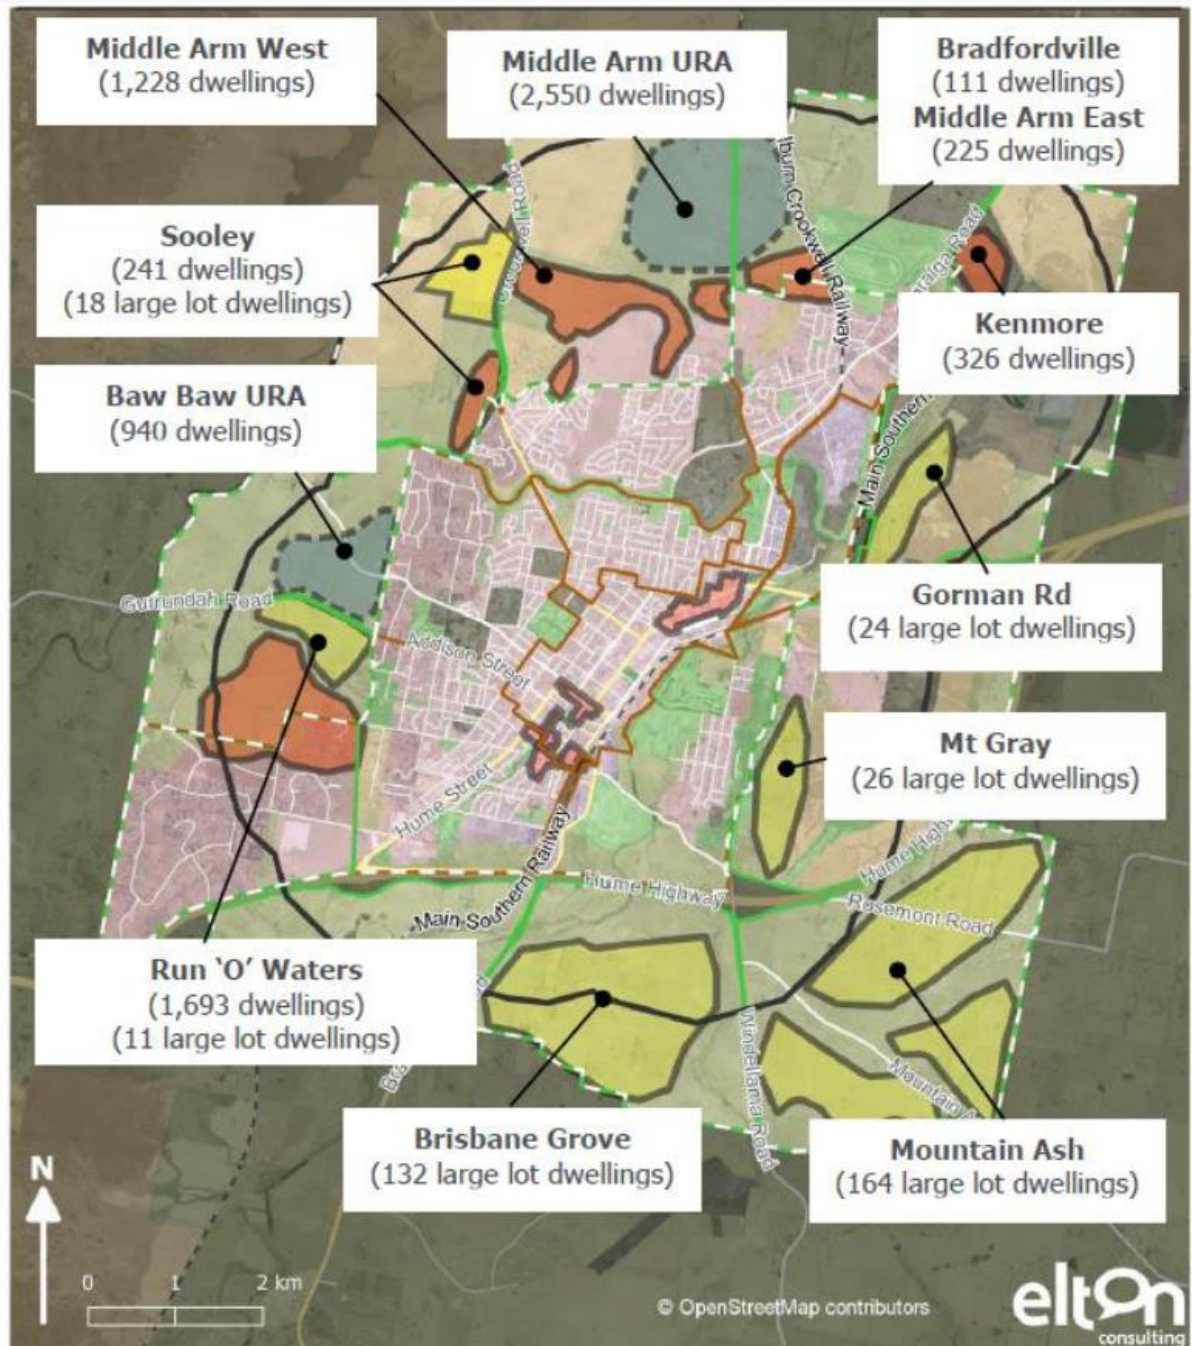 Middle Arm West
(1,228 dwellings)
Middle Arm URA
(2,550 dwellings)
Bradfordville
(111 dwellings)
Middle Arm East
(225 dwellings)
Sooley
(241 dwellings)
(18 large lot dwellings)
Kenmore
(326 dwellings)
Baw Baw URA
(940 dwellings)
Crookwell Railway
Main Southern
Gurrundah Road
Addison Street
Gorman Rd
(24 large lot dwellings)
Mt Gray
(26 large lot dwellings)
Hume Street
Main Southern Railway
Hume Highway
Hume High
Rosemont Road
Run ‘O’ Waters
(1,693 dwellings)
(11 large lot dwellings)
Windellama Road
Mountain
Brisbane Grove
(132 large lot dwellings)
Mountain Ash
(164 large lot dwellings)
N
0 1 2 km
© OpenStreetMap contributors
elton
consulting